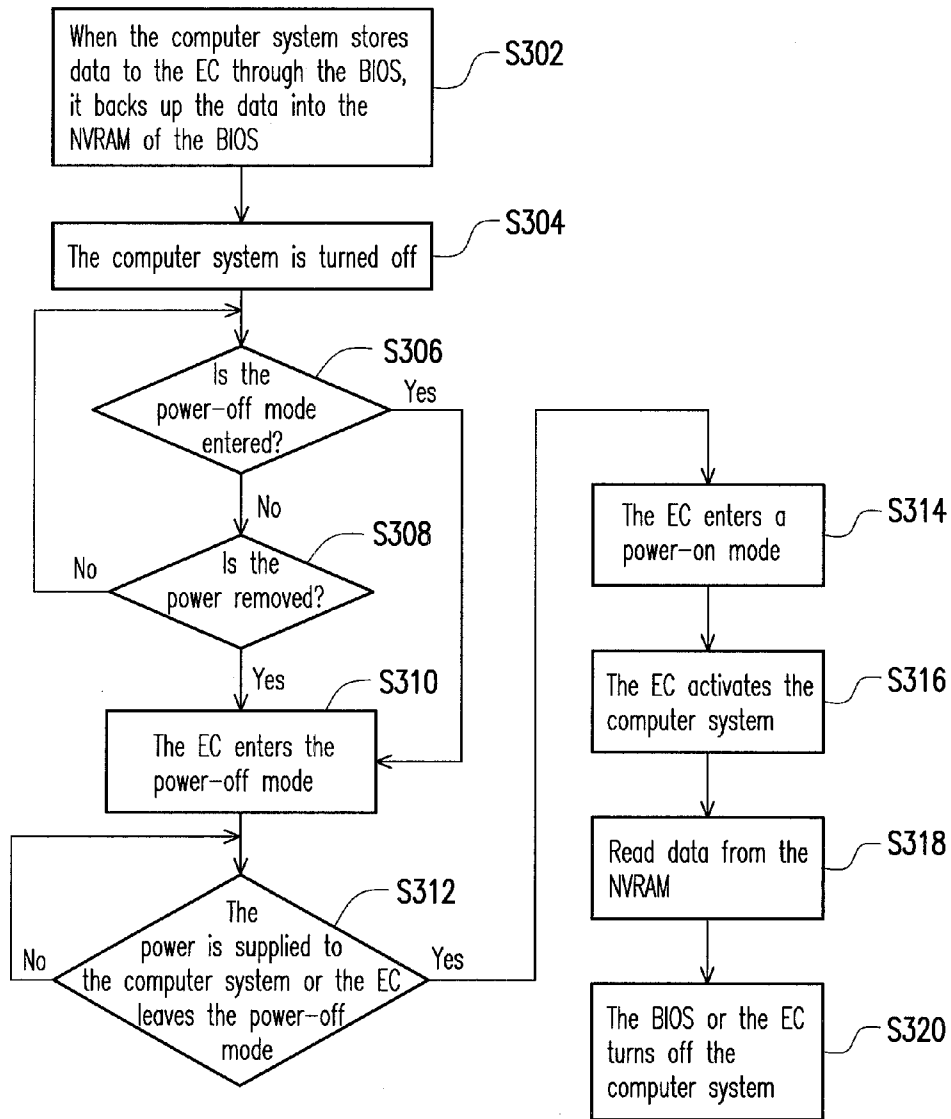 When the computer system stores
data to the EC through the BIOS,
it backs up the data into the
NVRAM of the BIOS
S302
The computer system is turned off
S304
Is the
power-off mode
entered?
S306
Yes
No
Is the
power removed?
S308
No
Yes
The EC enters the
power-off mode
S310
The
power is supplied to
the computer system or the EC
leaves the power-off
mode
S312
No
Yes
The EC enters a
power-on mode
S314
The EC activates the
computer system
S316
Read data from the
NVRAM
S318
The BIOS or the EC
turns off the
computer system
S320